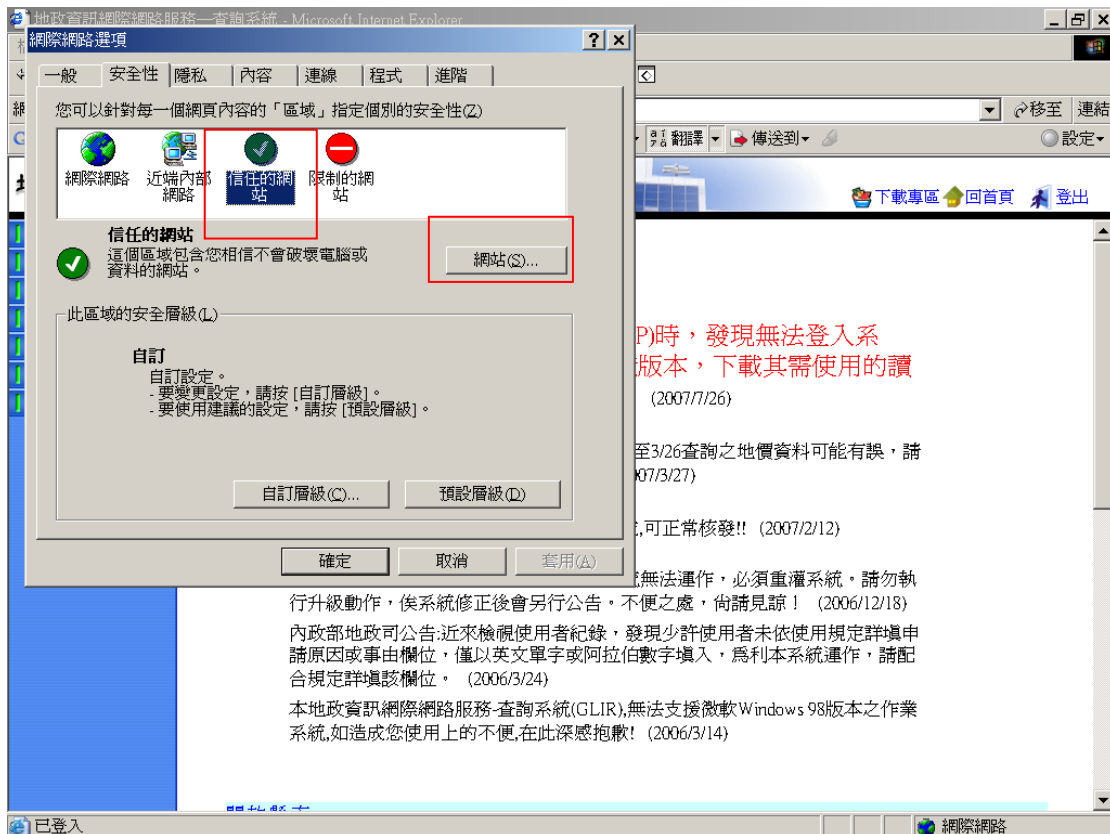 地政資訊網際網路服務—查詢系統 - Microsoft Internet Explorer
網際網路選項
一般 安全性 隱私 內容 連線 程式 進階
您可以針對每一個網頁內容的「區域」指定個別的安全性(Z)
網際網路
近端內部
網路
信任的網
站
限制的網
站
信任的網站
這個區域包含您相信不會破壞電腦或
資料的網站。
網站(S)...
此區域的安全層級(L)
自訂
自訂設定。
- 要變更設定，請按 [自訂層級]。
- 要使用建議的設定，請按 [預設層級]。
自訂層級(C)... 預設層級(D)
確定 取消 套用(A)
移至 連結
翻譯 傳送到 設定
下載專區 回首頁 登出
P)時，發現無法登入系
版本，下載其需使用的讀
(2007/7/26)
至3/26查詢之地價資料可能有誤，請
07/3/27)
,可正常核發!! (2007/2/12)
無法運作，必須重灌系統。請勿執
行升級動作，俟系統修正後會另行公告。不便之處，尚請見諒！ (2006/12/18)
內政部地政司公告:近來檢視使用者紀錄，發現少許使用者未依使用規定詳填申
請原因或事由欄位，僅以英文單字或阿拉伯數字填入，為利本系統運作，請配
合規定詳填該欄位。 (2006/3/24)
本地政資訊網際網路服務-查詢系統(GLIR),無法支援微軟Windows 98版本之作業
系統,如造成您使用上的不便,在此深感抱歉! (2006/3/14)
已登入 網際網路